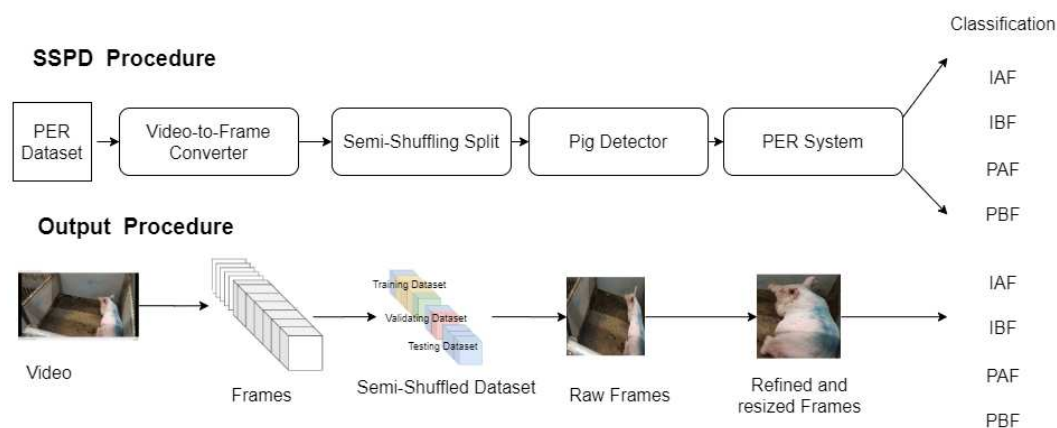 Classification
SSPD Procedure
PER
Dataset
Video-to-Frame
Converter
Semi-Shuffling Split
Pig Detector
PER System
IAF
IBF
PAF
PBF
Output Procedure
Video
Frames
Training Dataset
Validating Dataset
Testing Dataset
Semi-Shuffled Dataset
Raw Frames
Refined and
resized Frames
IAF
IBF
PAF
PBF